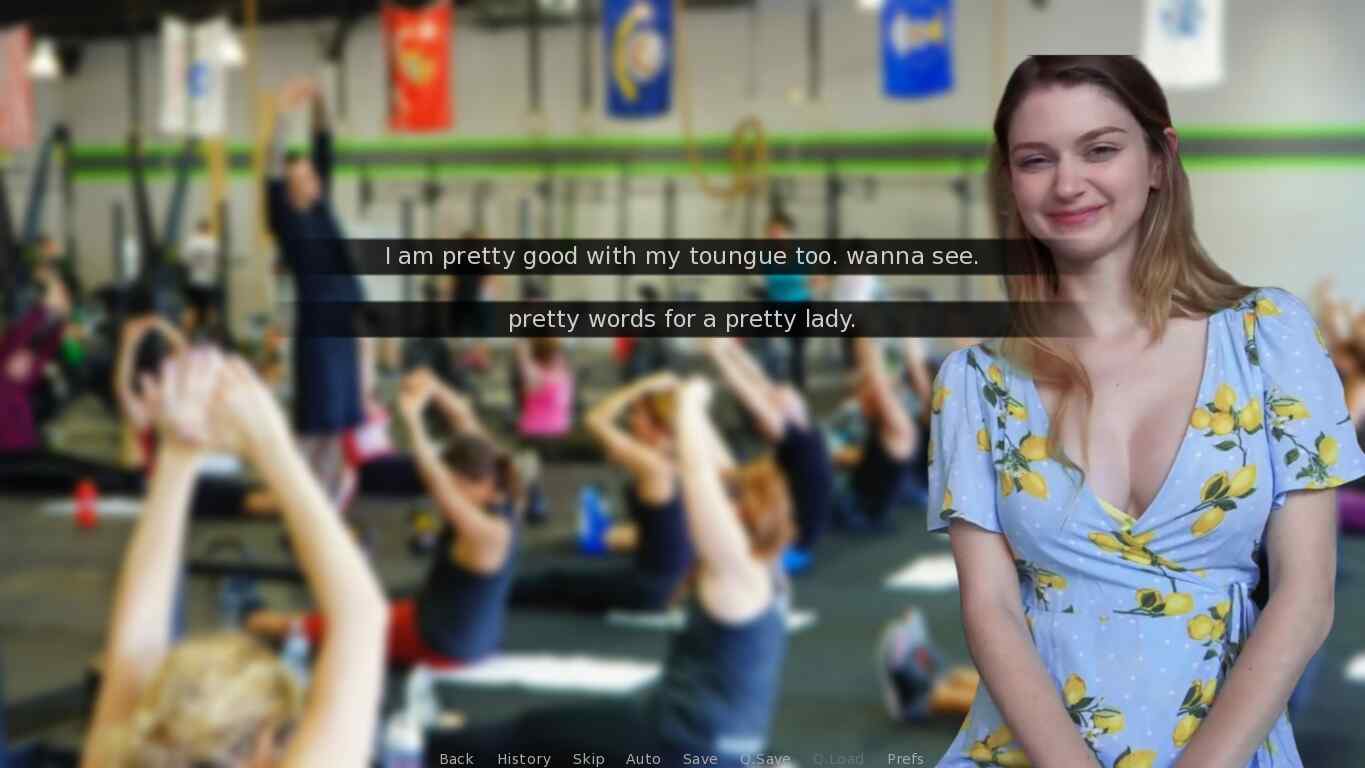 I am pretty good with my toungue too. wanna see.
pretty words for a pretty lady.
Back History Skip Auto Save Q.Save Q.Load Prefs